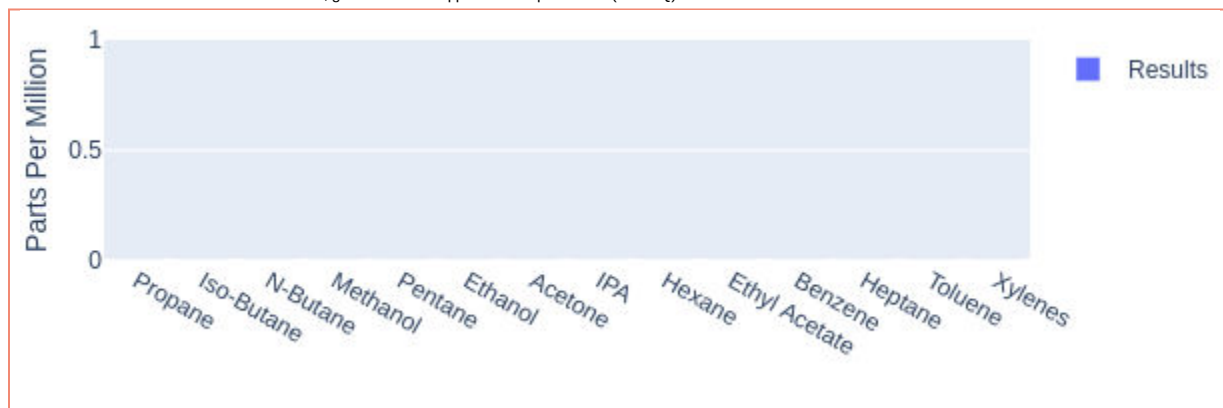 1
Results
Parts Per Million
0.5
0
Propane
Iso-Butane
N-Butane
Methanol
Pentane
Ethanol
Acetone
IPA
Hexane
Ethyl Acetate
Benzene
Heptane
Toluene
Xylenes